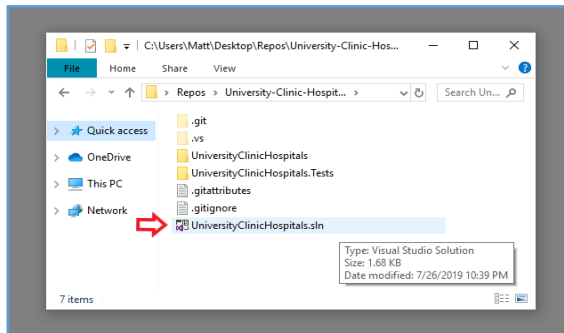 C:\Users\Matt\Desktop\Repos\University-Clinic-Hos...
File Home Share View
Repos > University-Clinic-Hospit... > Search Un...
Quick access
OneDrive
This PC
Network
.git
.vs
UniversityClinicHospitals
UniversityClinicHospitals.Tests
.gitattributes
.gitignore
UniversityClinicHospitals.sln
Type: Visual Studio Solution
Size: 1.68 KB
Date modified: 7/26/2019 10:39 PM
7 items